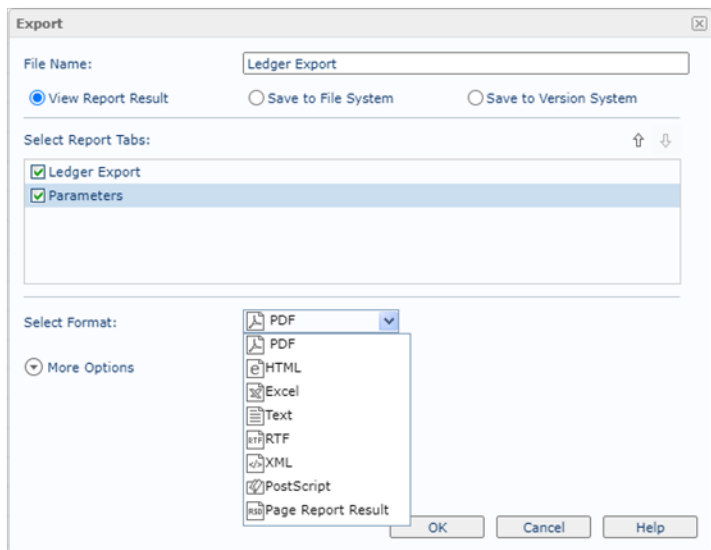 Export
File Name: Ledger Export
View Report Result Save to File System Save to Version System
Select Report Tabs:
Ledger Export
Parameters
Select Format: PDF
PDF
More Options
HTML
Excel
Text
RTF RTF
</> XML
PostScript
RSD Page Report Result
OK Cancel Help